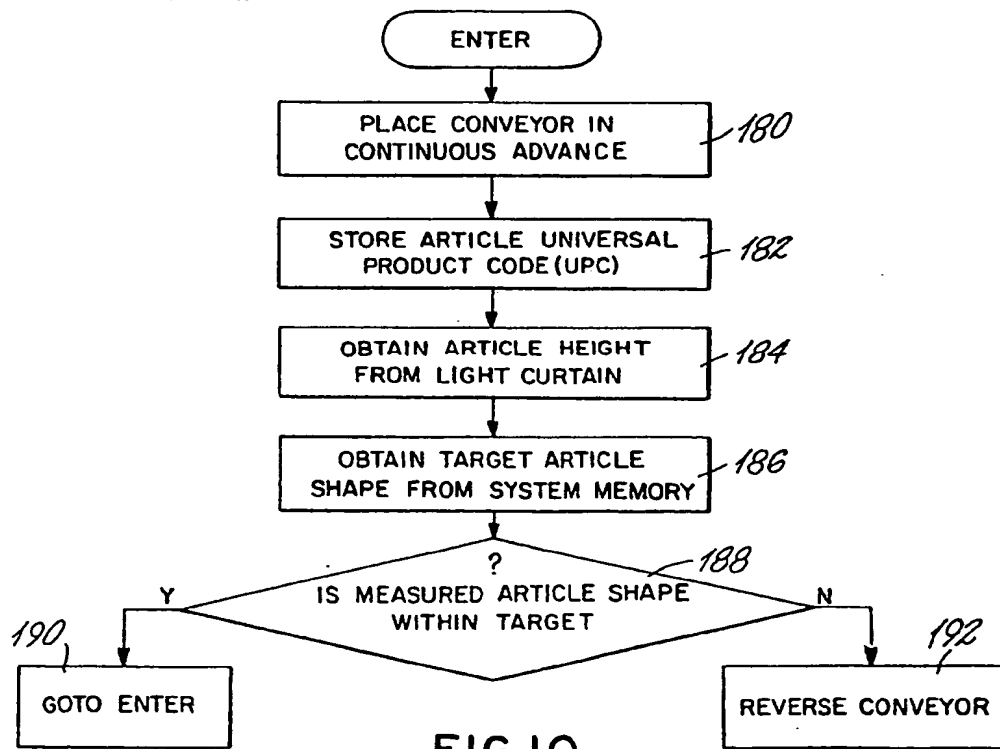 ENTER
PLACE CONVEYOR IN
CONTINUOUS ADVANCE
180
STORE ARTICLE UNIVERSAL
PRODUCT CODE (UPC)
182
OBTAIN ARTICLE HEIGHT
FROM LIGHT CURTAIN
184
OBTAIN TARGET ARTICLE
SHAPE FROM SYSTEM MEMORY
186
?
188
IS MEASURED ARTICLE SHAPE
WITHIN TARGET
Y
N
190
GOTO ENTER
192
REVERSE CONVEYOR
FIG.10